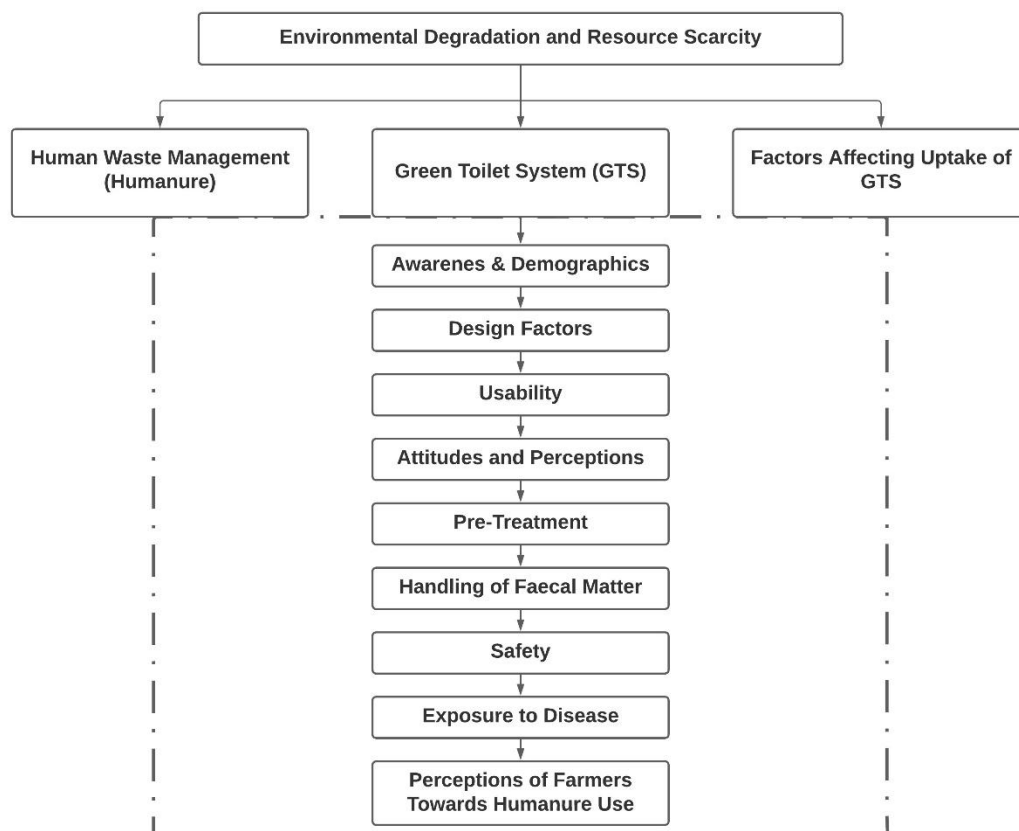 Environmental Degradation and Resource Scarcity
Human Waste Management
(Humanure)
Green Toilet System (GTS)
Factors Affecting Uptake of
GTS
Awarenes & Demographics
Design Factors
Usability
Attitudes and Perceptions
Pre-Treatment
Handling of Faecal Matter
Safety
Exposure to Disease
Perceptions of Farmers
Towards Humanure Use